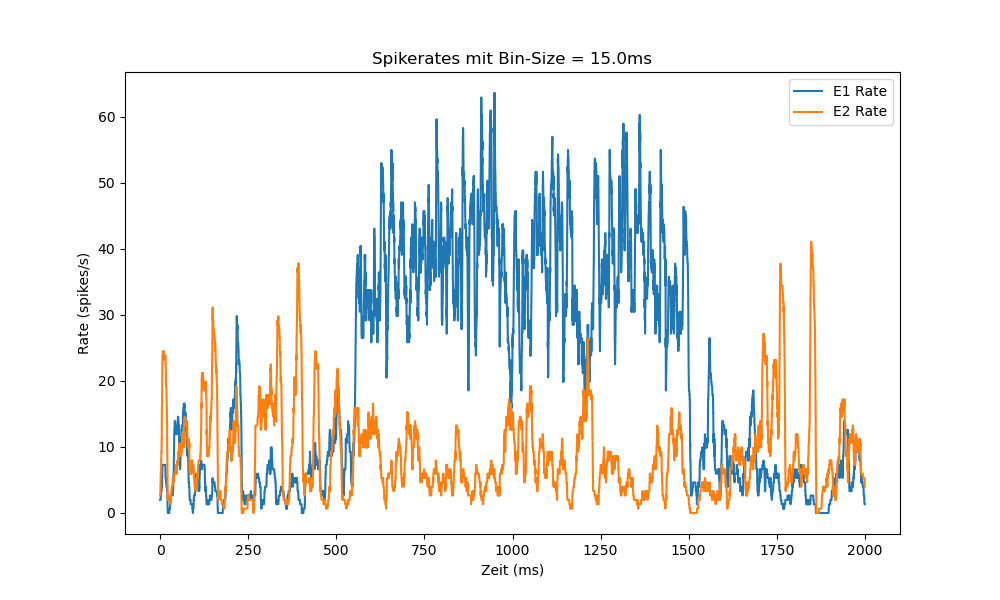 Spikerates mit Bin-Size = 15.0ms
E1 Rate
E2 Rate
Rate (spikes/s)
60
50
40
30
20
10
0
0 250 500 750 1000 1250 1500 1750 2000
Zeit (ms)